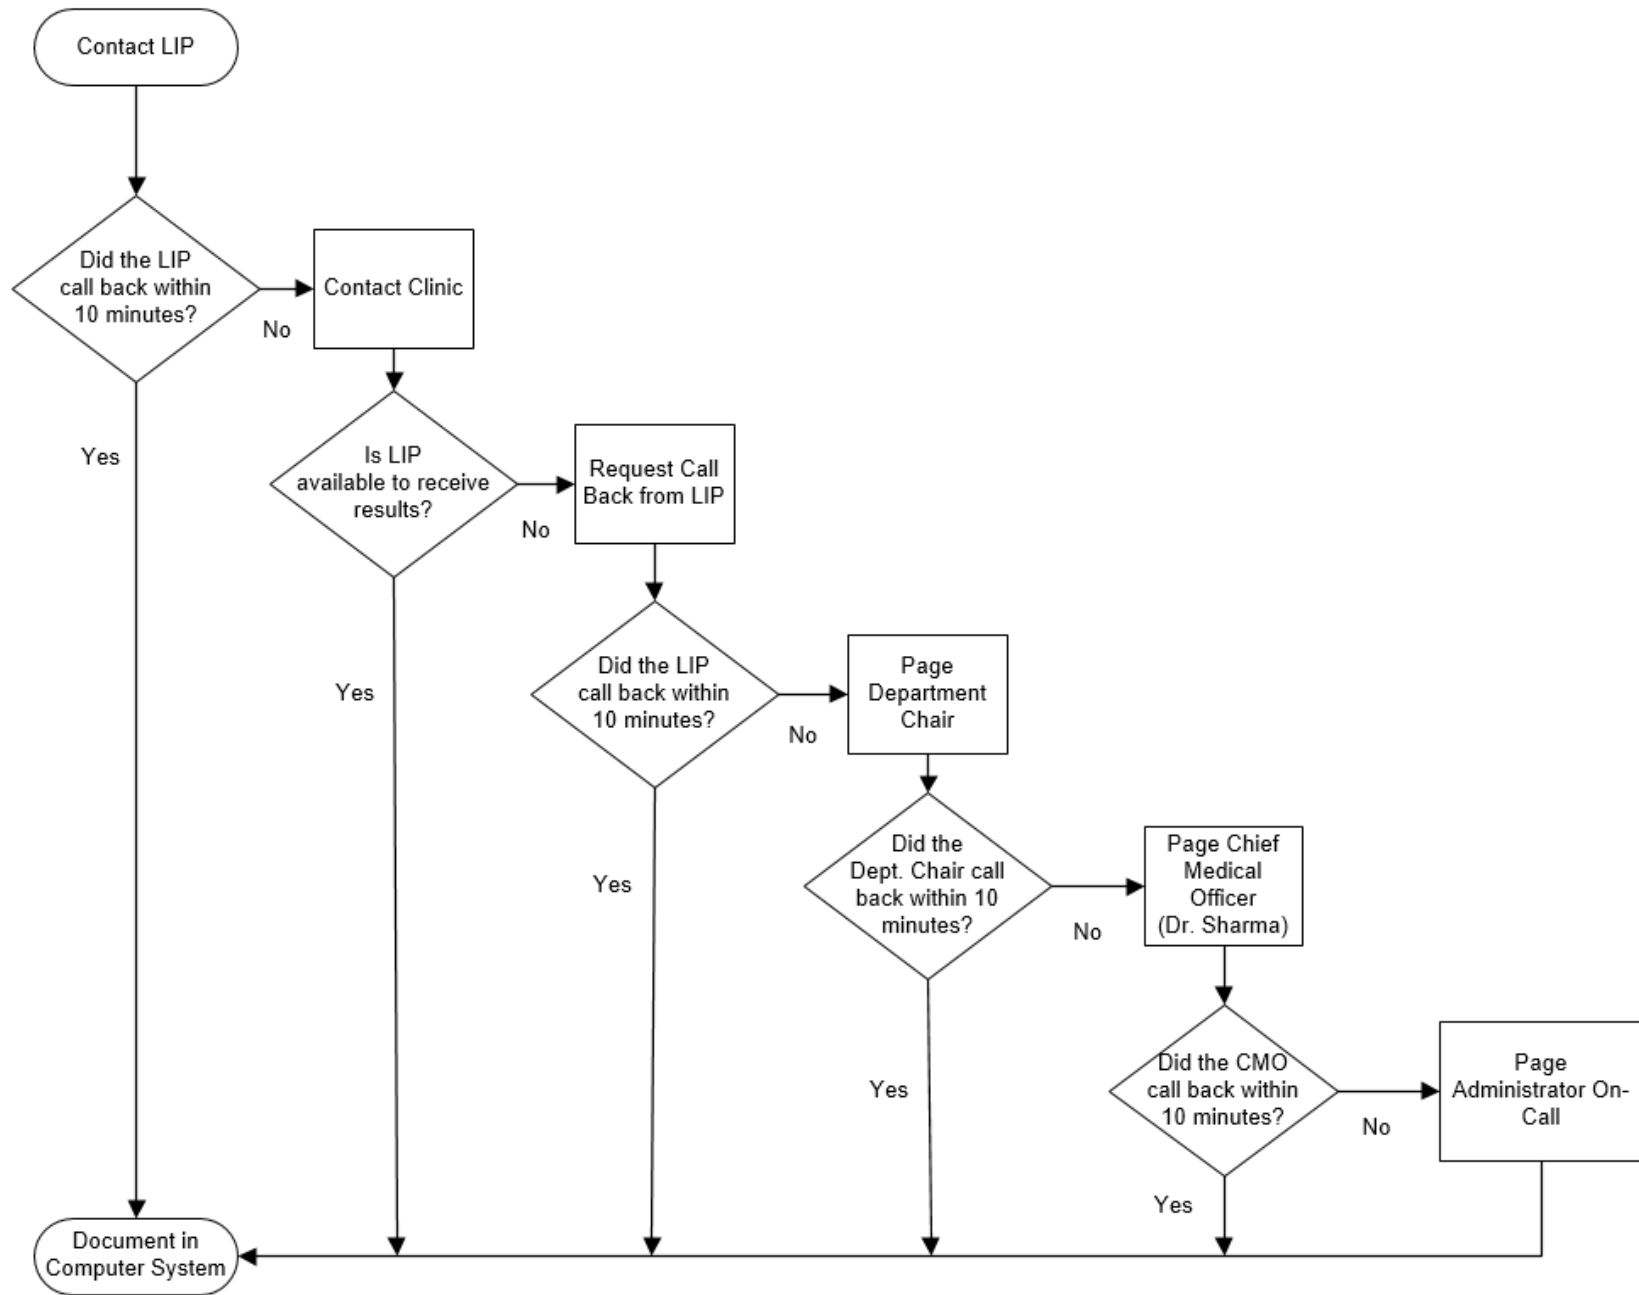 Contact LIP
Did the LIP
call back within
10 minutes?
No
Contact Clinic
Yes
Is LIP
available to receive
results?
No
Request Call
Back from LIP
Yes
Did the LIP
call back within
10 minutes?
No
Page
Department
Chair
Yes
Did the
Dept. Chair call
back within 10
minutes?
No
Page Chief
Medical
Officer
(Dr. Sharma)
Yes
Did the CMO
call back within
10 minutes?
No
Page
Administrator On-
Call
Yes
Document in
Computer System